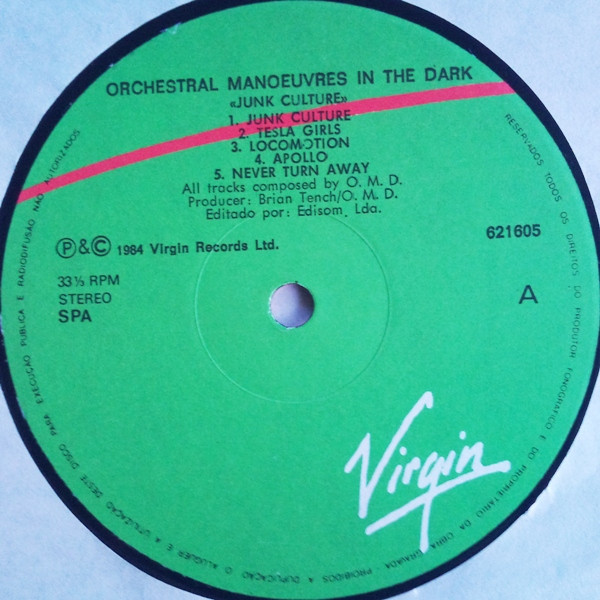 ORCHESTRAL MANOEUVRES IN THE DARK
«JUNK CULTURE»
1. JUNK CULTURE
2. TESLA GIRLS
3. LOCOMOTION
4. APOLLO
5. NEVER TURN AWAY
All tracks composed by O. M. D.
Producer: Brian Tench/O. M. D.
Editado por: Edisom, Lda.
Ⓟ&© 1984 Virgin Records Ltd.
621605
33⅓ RPM
STEREO
SPA
A
Virgin
RESERVADOS TODOS OS DIREITOS DO PRODUTOR FONOGRÁFICO E DO PROPRIETÁRIO DA OBRA GRAVADA - PROIBIDOS A DUPLICAÇÃO O ALUGUER E A UTILIZAÇÃO DESTE DISCO PARA EXECUÇÃO PUBLICA E RADIODIFUSÃO NÃO AUTORIZADOS